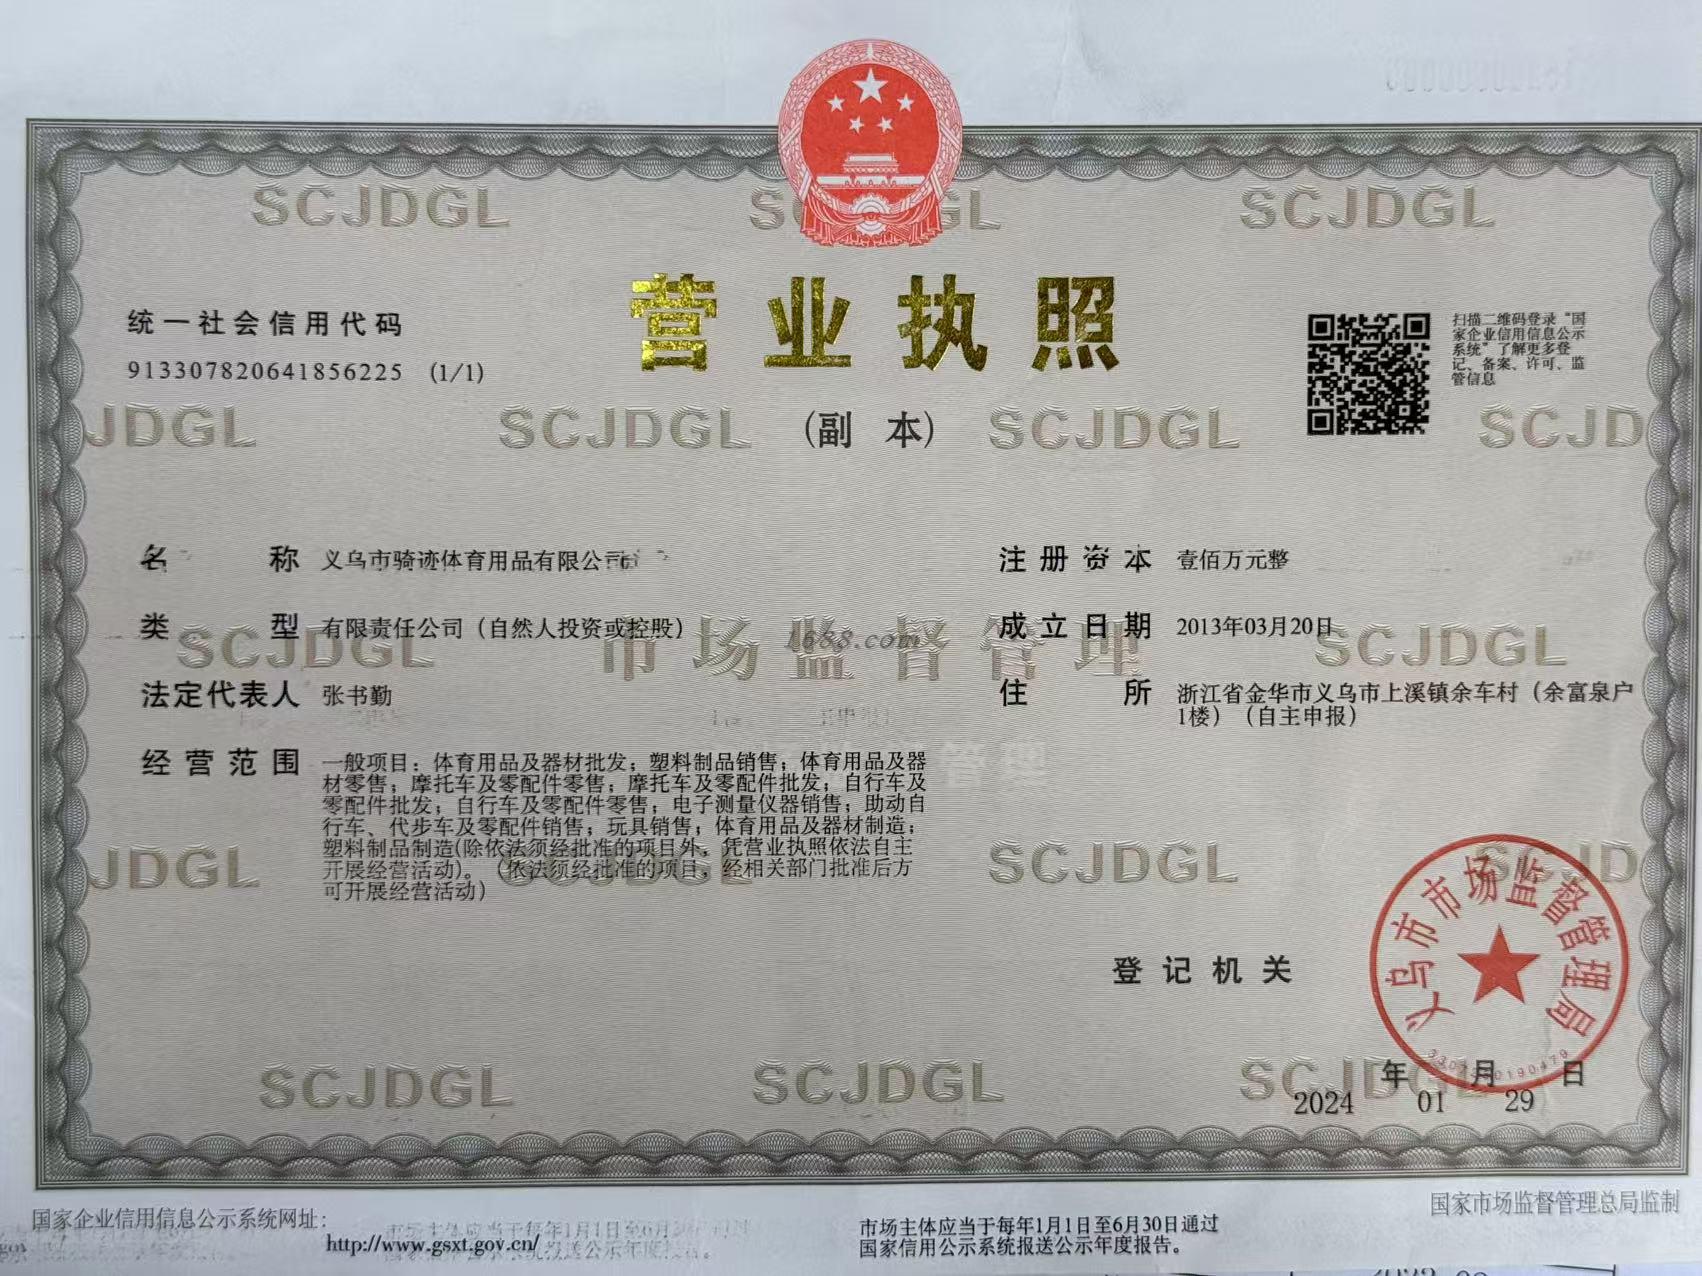 SCJDGL
SCJDGL
营业执照
(副 本)
统一社会信用代码
913307820641856225 (1/1)
扫描二维码登录“国
家企业信用信息公示
系统”了解更多登
记、备案、许可、监
管信息
JDGL
SCJDGL
SCJDGL
SCJD
名 称 义乌市骑迹体育用品有限公司
类 型 有限责任公司（自然人投资或控股）
法定代表人 张书勤
经营范围 一般项目：体育用品及器材批发；塑料制品销售；体育用品及器
材零售；摩托车及零配件零售；摩托车及零配件批发；自行车及
零配件批发；自行车及零配件零售；电子测量仪器销售；助动自
行车、代步车及零配件销售；玩具销售；体育用品及器材制造；
塑料制品制造(除依法须经批准的项目外，凭营业执照依法自主
开展经营活动)。（依法须经批准的项目，经相关部门批准后方
可开展经营活动）
注册资本 壹佰万元整
成立日期 2013年03月20日
住 所 浙江省金华市义乌市上溪镇余车村（余富泉户
1楼）（自主申报）
SCJDGL
市场监督管理
1688.com
SCJDGL
JDGL
SCJDGL
SCJDGL
登记机关
义乌市市场监督管理局
年 月 日
2024 01 29
SCJDGL
SCJDGL
SCJDGL
国家企业信用信息公示系统网址：
http://www.gsxt.gov.cn/
市场主体应当于每年1月1日至6月30日通过
国家信用公示系统报送公示年度报告。
国家市场监督管理总局监制